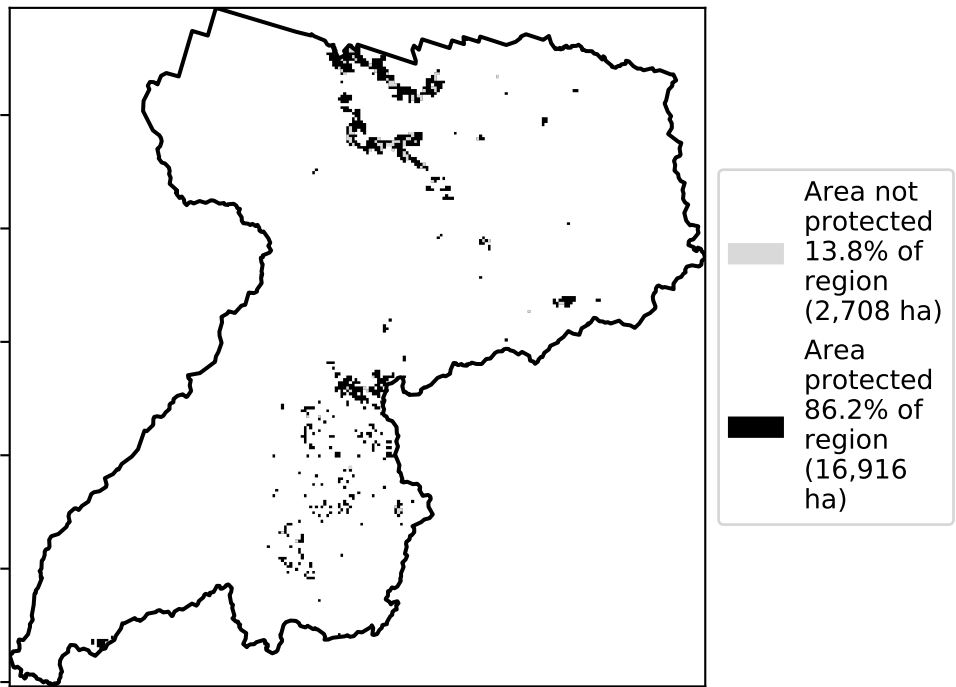 Area not
protected
13.8% of
region
(2,708 ha)
Area
protected
86.2% of
region
(16,916
ha)